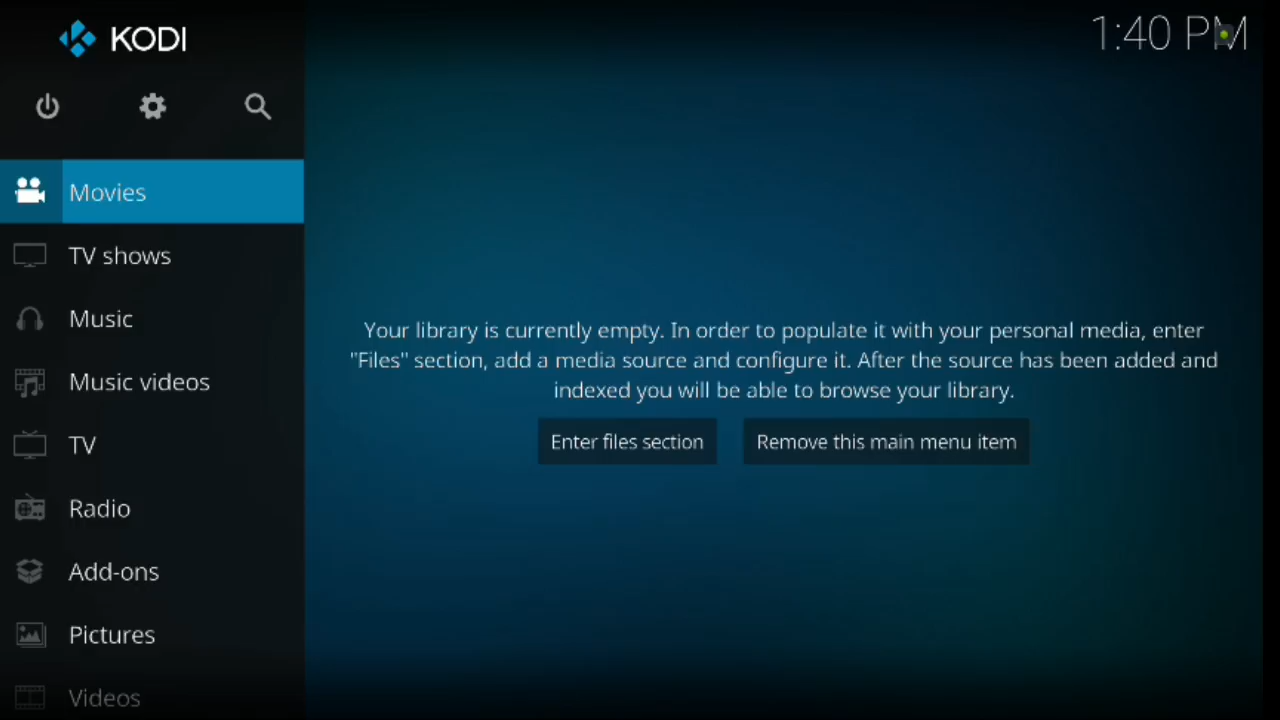 KODI
1:40 PM
Movies
TV shows
Music
Music videos
TV
Radio
Add-ons
Pictures
Videos
Your library is currently empty. In order to populate it with your personal media, enter
"Files" section, add a media source and configure it. After the source has been added and
indexed you will be able to browse your library.
Enter files section
Remove this main menu item